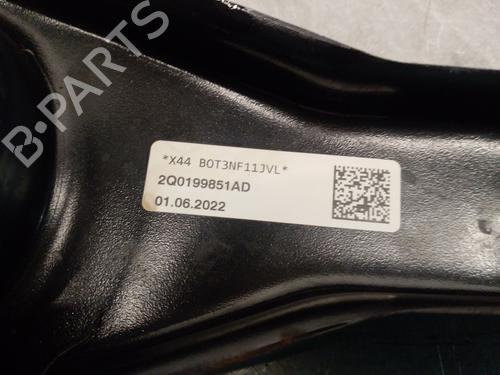 *X44 BOT3NF11JVL*
2Q0199851AD
01.06.2022
B-PARTS